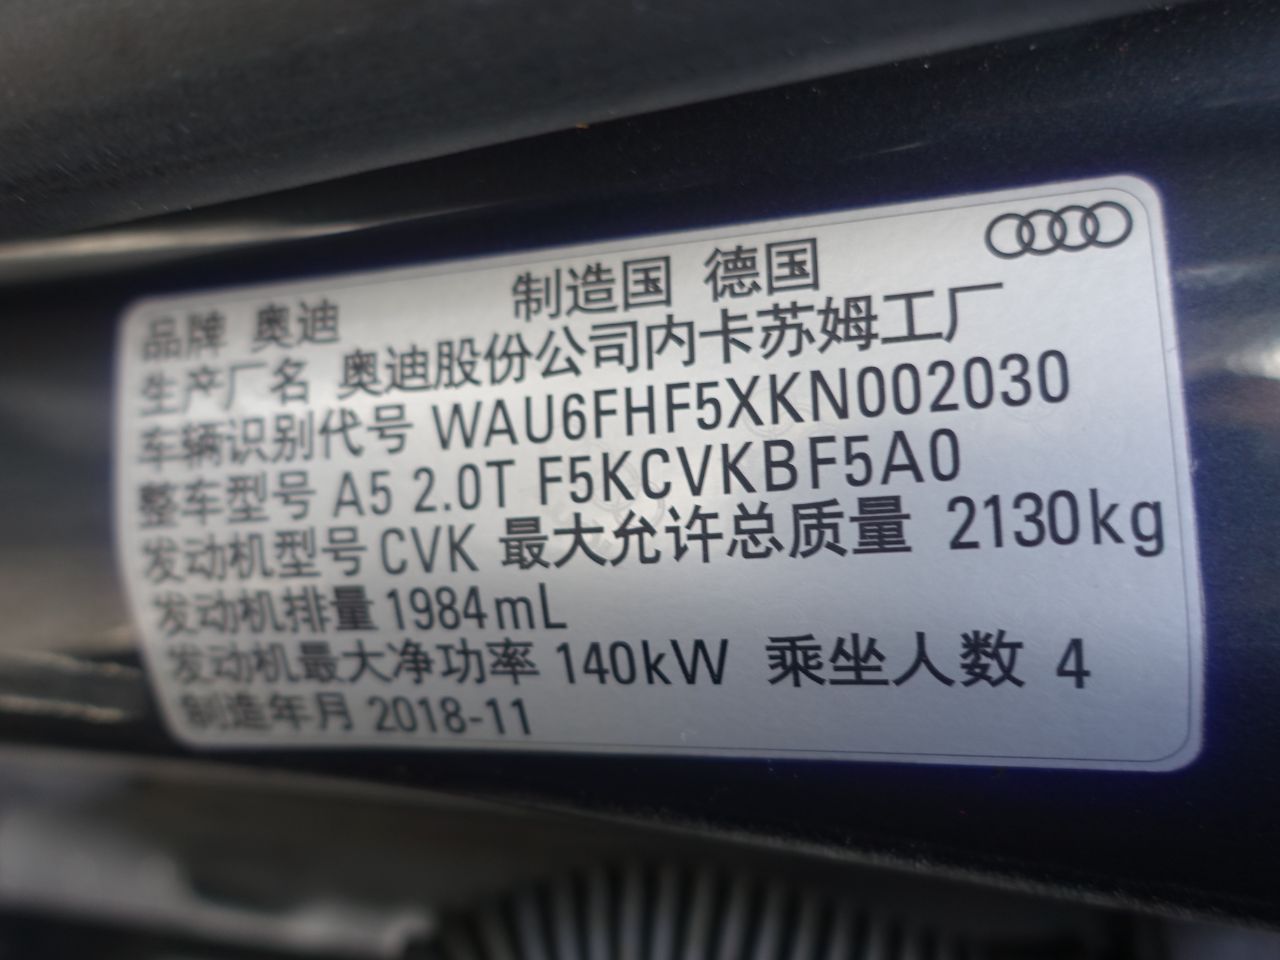 品牌 奥迪 制造国 德国
生产厂名 奥迪股份公司内卡苏姆工厂
车辆识别代号 WAU6FHF5XKN002030
整车型号 A5 2.0T F5KCVKBF5A0
发动机型号 CVK 最大允许总质量 2130kg
发动机排量 1984mL
发动机最大净功率 140kW 乘坐人数 4
制造年月 2018-11